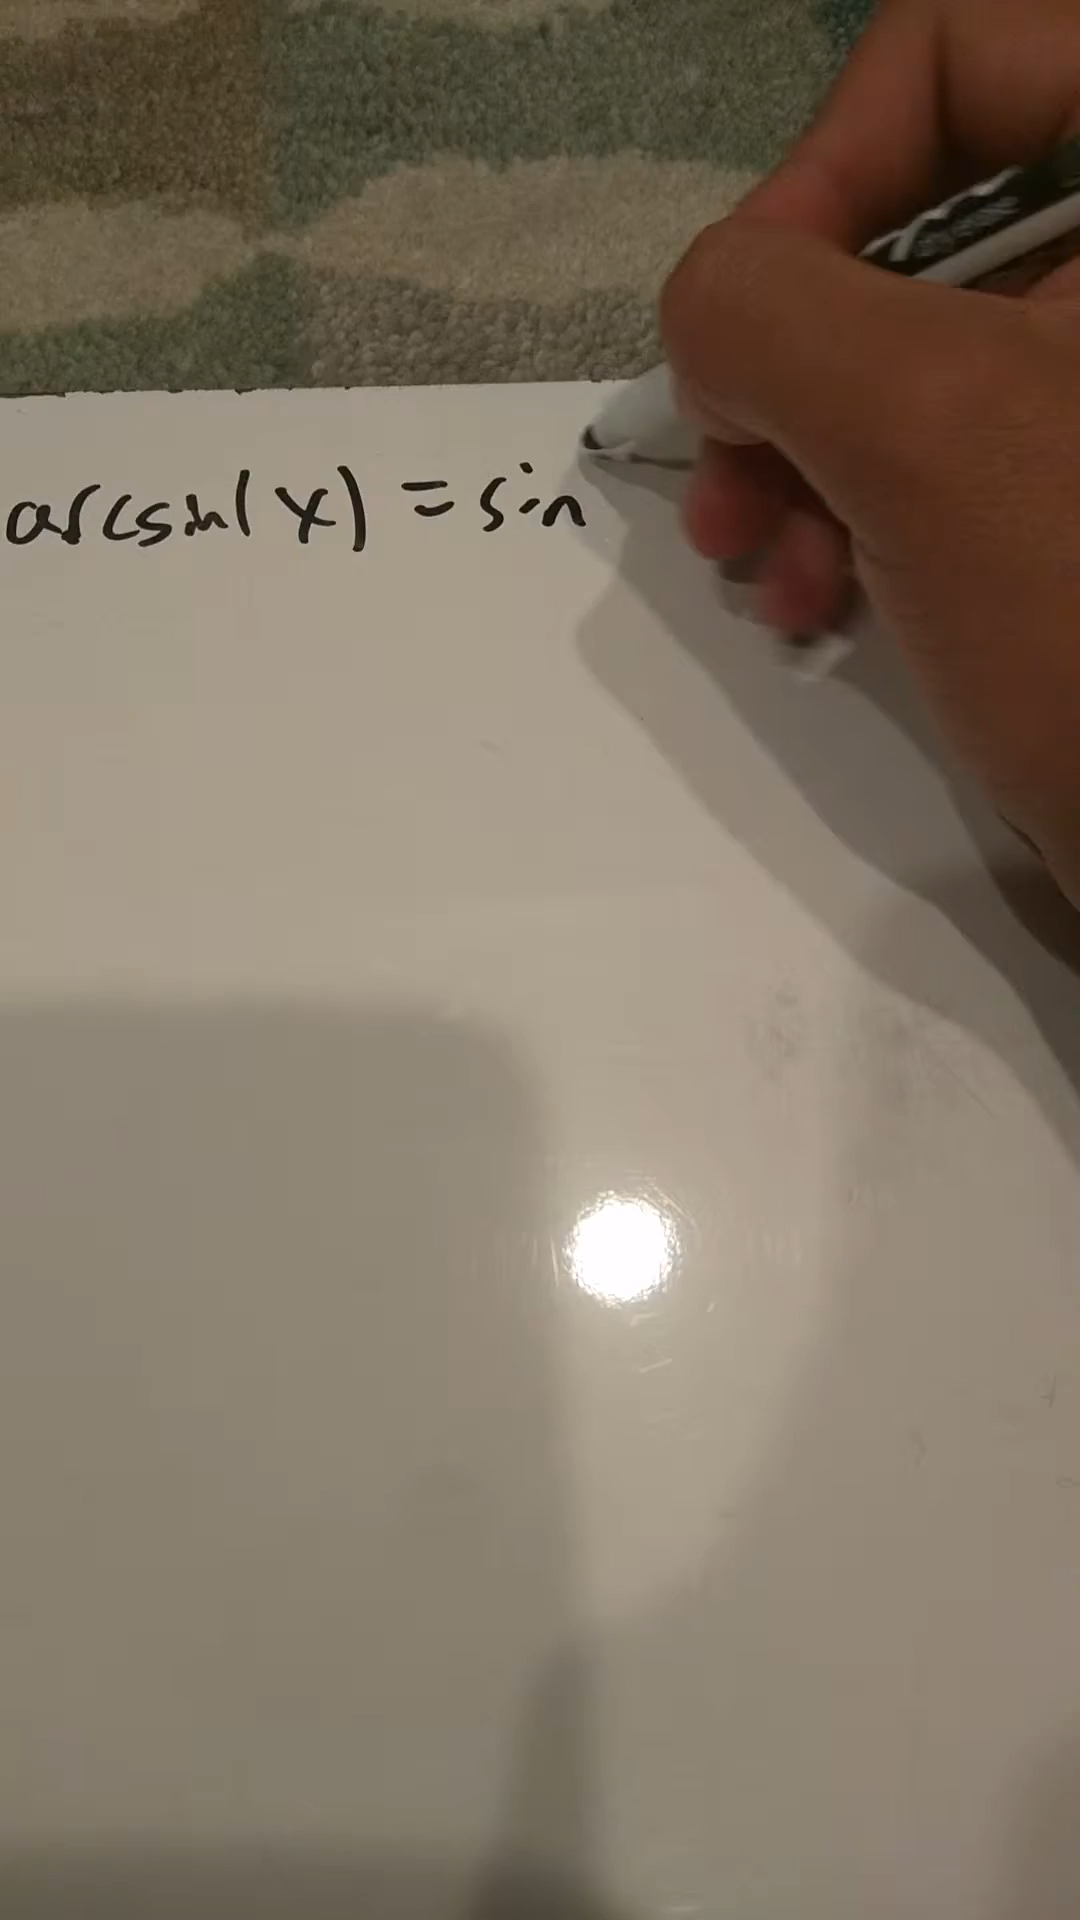 arcsin(x) = sin